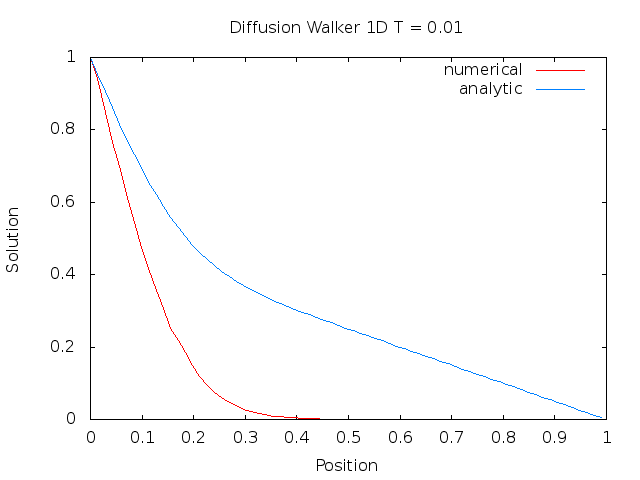 Diffusion Walker 1D T = 0.01
numerical
analytic
1
0.8
0.6
0.4
0.2
0
Solution
0 0.1 0.2 0.3 0.4 0.5 0.6 0.7 0.8 0.9 1
Position